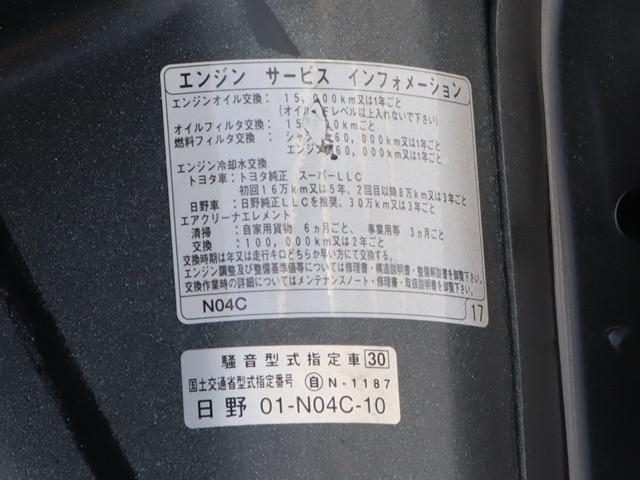 エンジン サービス インフォメーション
エンジンオイル交換： 15,000km又は1年ごと
(オイルをFレベル以上入れないで下さい)
オイルフィルタ交換： 15 kmごと
燃料フィルタ交換： シャ 60,000km又は1年ごと
エンジ 60,000km又は1年ごと
エンジン冷却水交換
トヨタ車：トヨタ純正 スーパーLLC
初回16万km又は5年、2回目以降8万km又は3年ごと
日野車：日野純正LLCを推奨、30万km又は3年ごと
エアクリーナエレメント
清掃 ：自家用貨物 6ヵ月ごと、事業用等 3ヵ月ごと
交換 ：100,000km又は2年ごと
交換時期は年又は走行キロどちらか早い方にて交換する
エンジン調整及び整備基準値等については修理書・構造説明書・整備解説書を御覧下さい。
交換作業時の詳細についてはメンテナンスノート・修理書・取扱説明書を御覧下さい。
N04C
17
騒音型式指定車 30
国土交通省型式指定番号 自 N-1187
日野 01-N04C-10